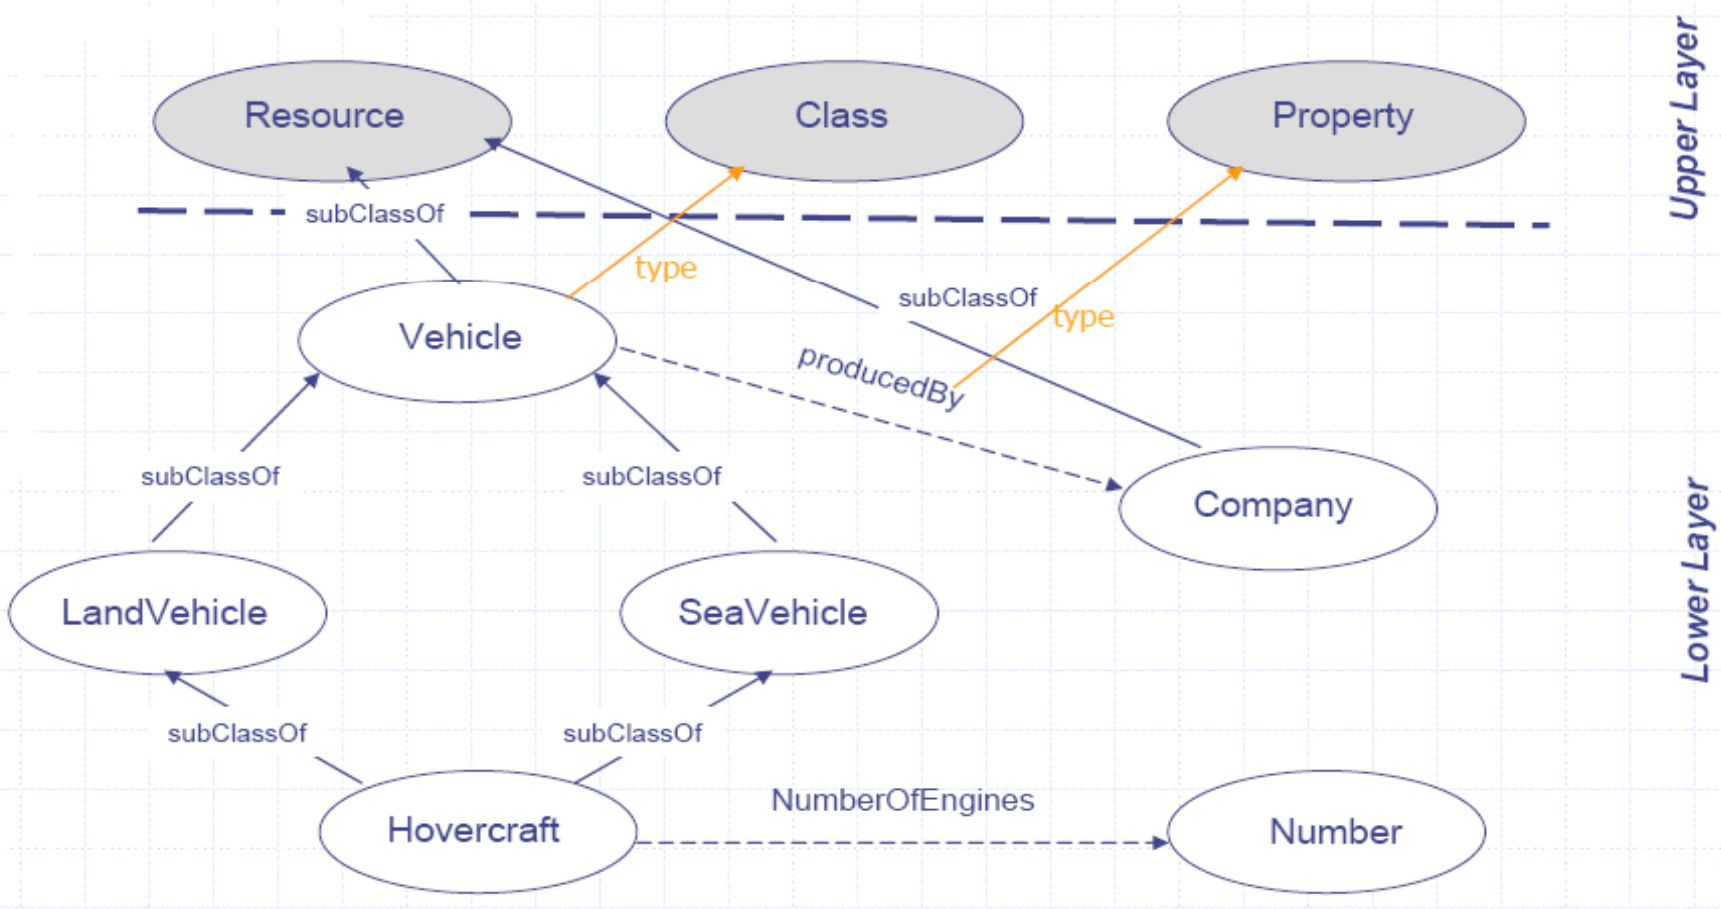 Resource
Class
Property
Upper Layer
subClassOf
type
subClassOf
type
Vehicle
producedBy
subClassOf
subClassOf
Company
Lower Layer
LandVehicle
SeaVehicle
subClassOf
subClassOf
NumberOfEngines
Hovercraft
Number